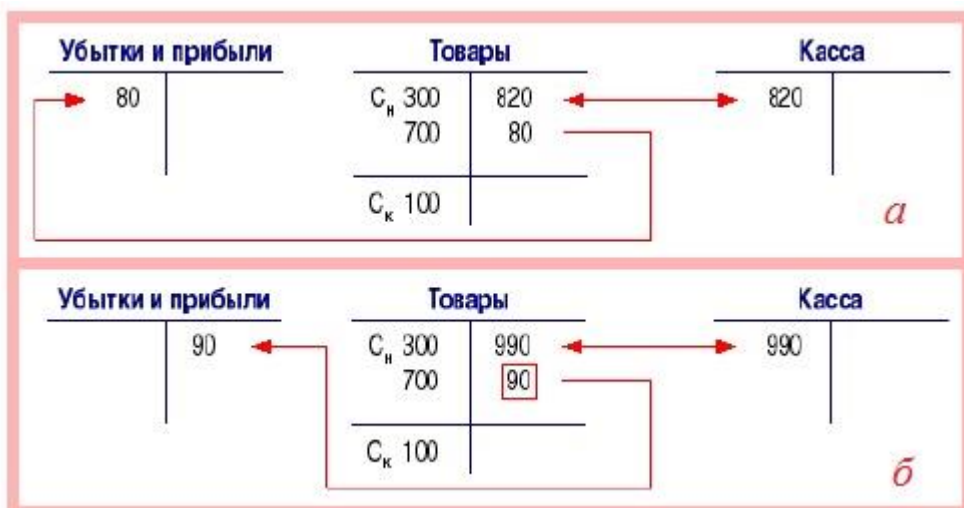 Убытки и прибыли Товары Касса
80 Сн 300 820 820
700 80
Ск 100
а
Убытки и прибыли Товары Касса
90 Сн 300 990 990
700 90
Ск 100
б